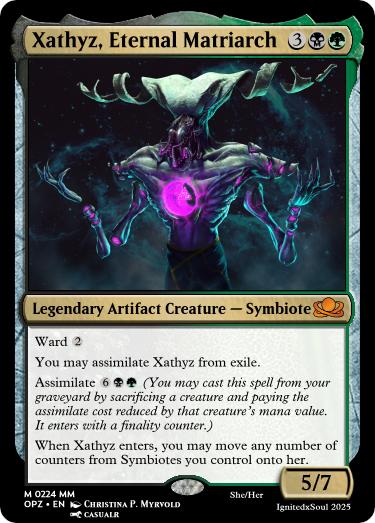 Xathyz, Eternal Matriarch 3
Legendary Artifact Creature — Symbiote
Ward 2
You may assimilate Xathyz from exile.
Assimilate 6 (You may cast this spell from your
graveyard by sacrificing a creature and paying the
assimilate cost reduced by that creature's mana value.
It enters with a finality counter.)
When Xathyz enters, you may move any number of
counters from Symbiotes you control onto her.
5/7
M 0224 MM
OPZ • EN Christina P. Myrvold
CASUALR
She/Her
IgnitedxSoul 2025